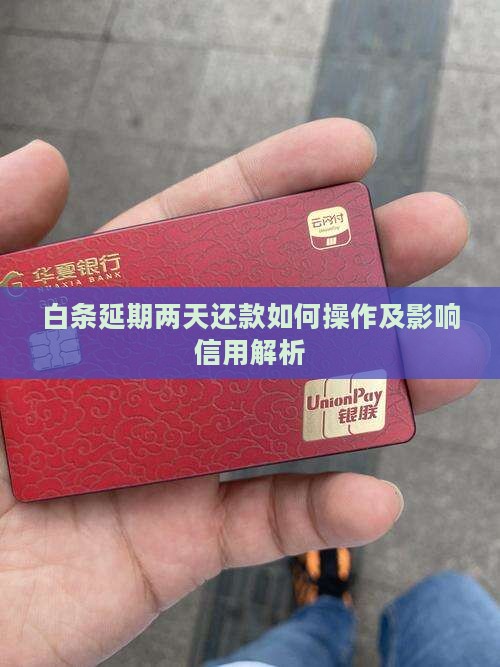 云闪付
UnionPay
华夏银行
HUAXIA BANK
白条延期两天还款如何操作及影响
信用解析
UnionPay
银联